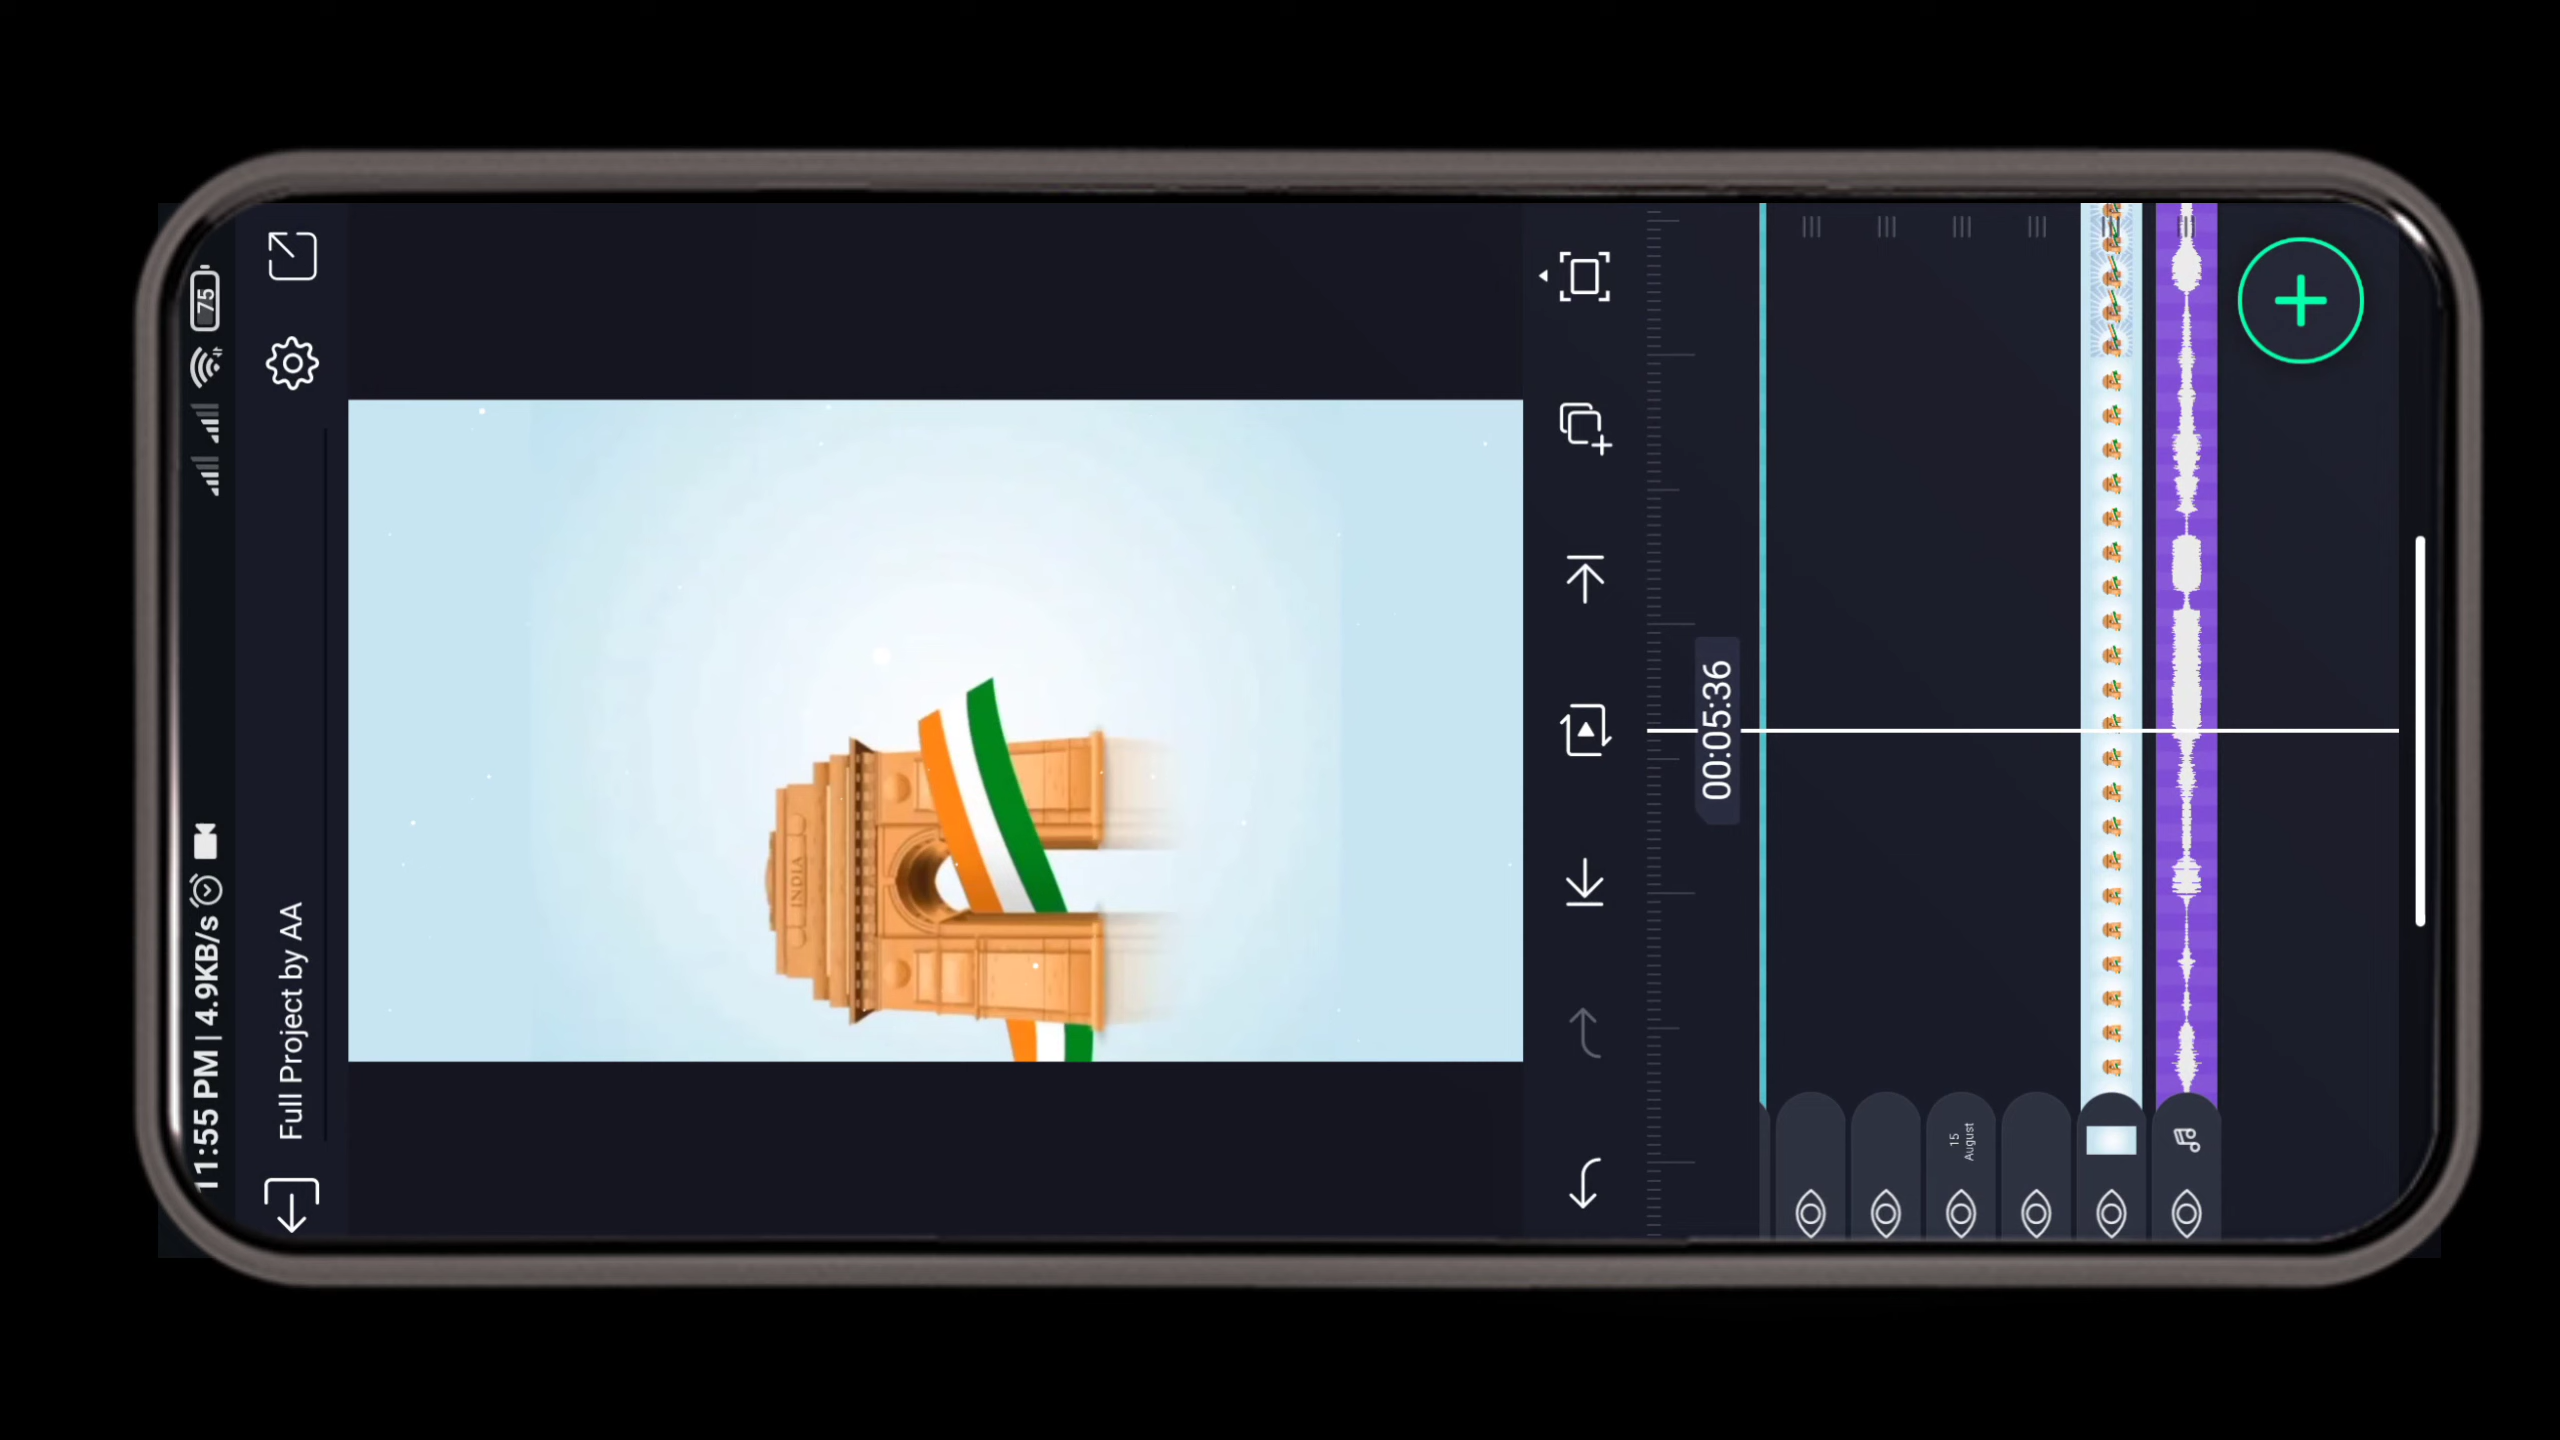 11:55 PM | 4.9KB/s
75
Full Project by AA
INDIA
00:05:36
15
August